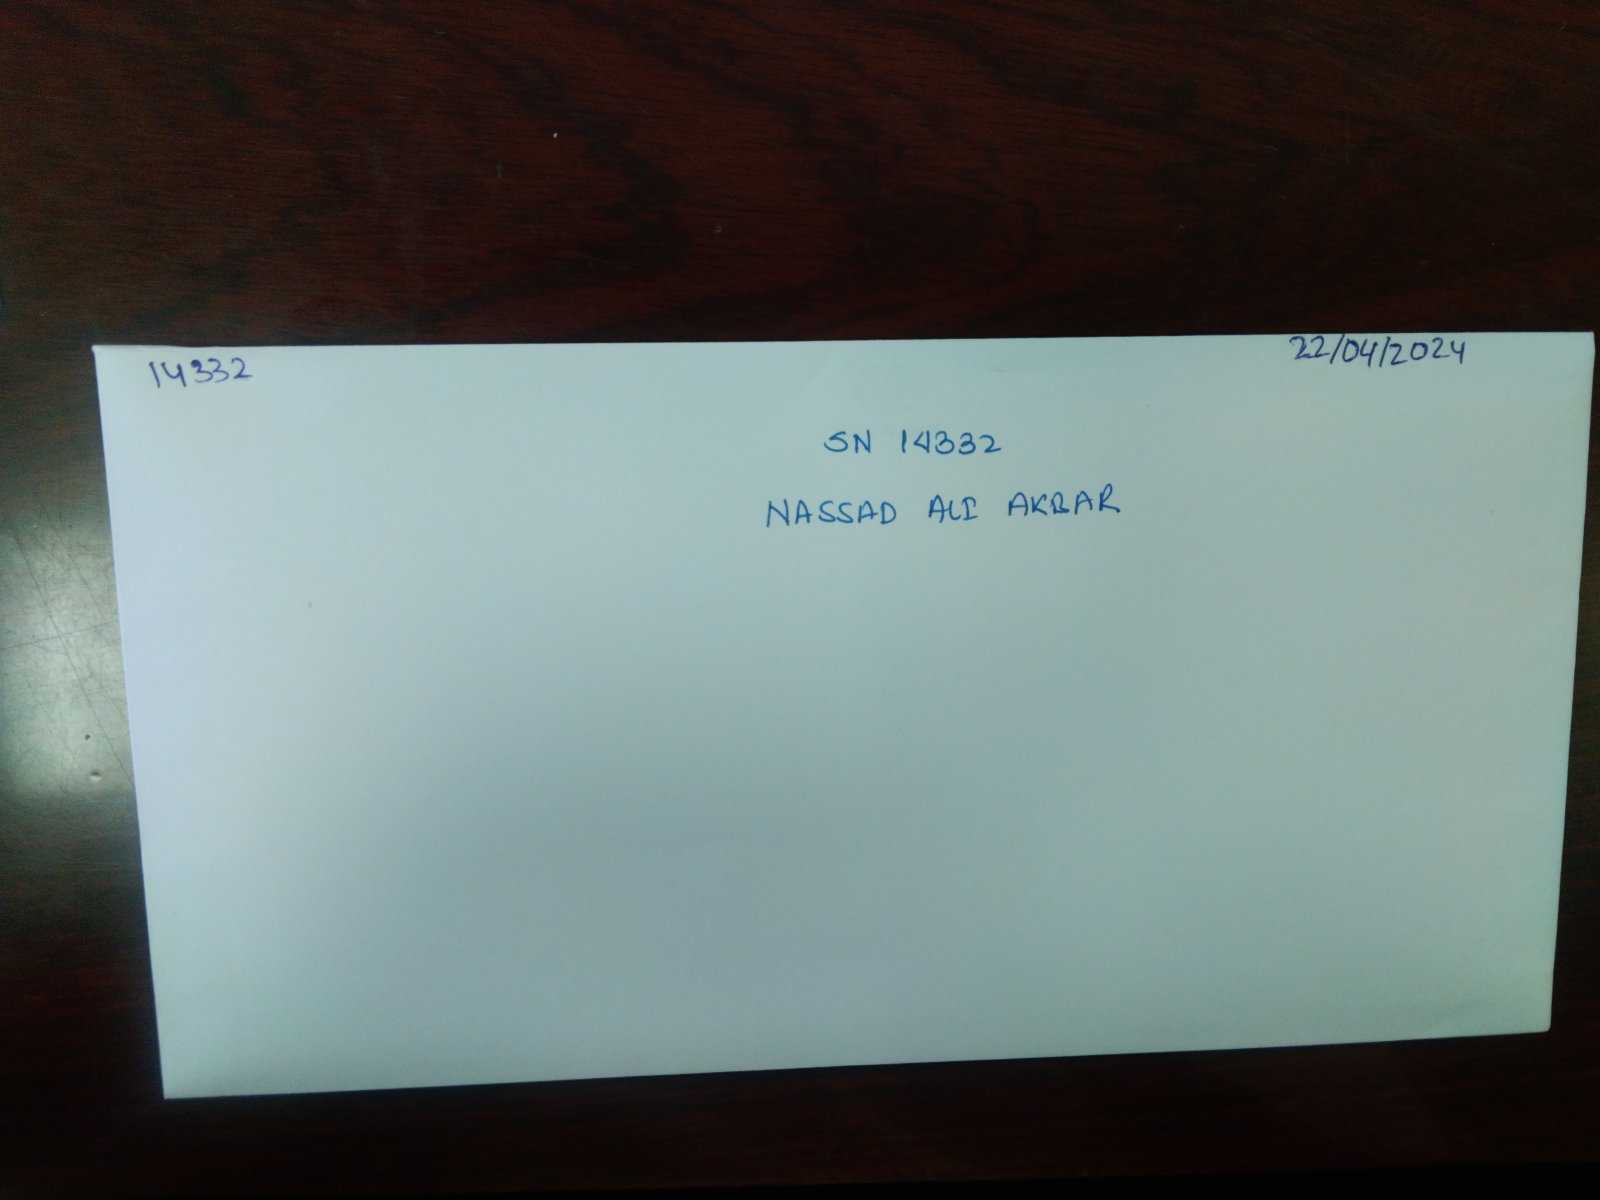 14332
22/04/2024
SN 14332
NASSAD ALI AKBAR